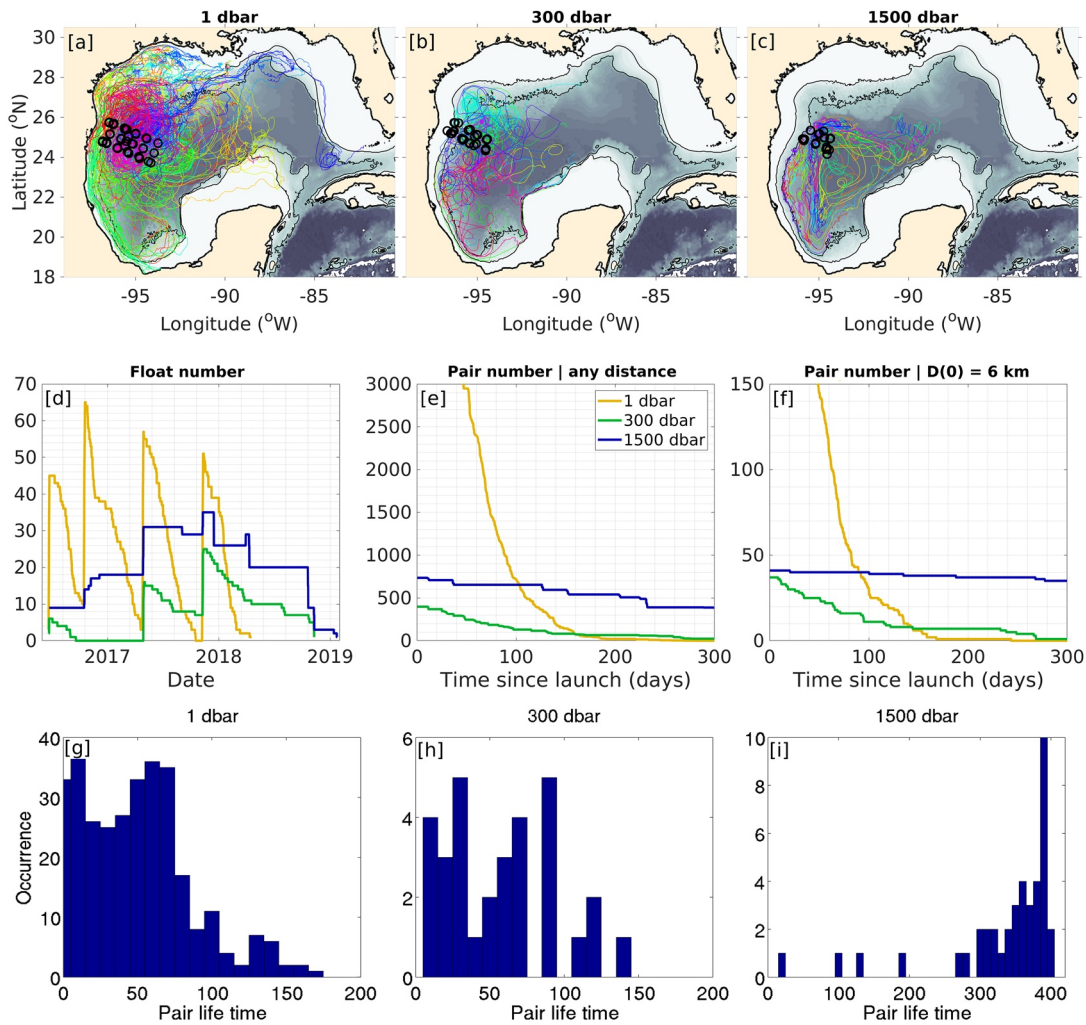 1 dbar 300 dbar 1500 dbar
[a] [b] [c]
30
28
26
24
22
20
18
Latitude (°N)
-95 -90 -85 -95 -90 -85 -95 -90 -85
Longitude (°W) Longitude (°W) Longitude (°W)
Float number Pair number | any distance Pair number | D(0) = 6 km
[d] [e] [f]
70
60
50
40
30
20
10
0
2017 2018 2019
Date
3000
2500
2000
1500
1000
500
0
1 dbar
300 dbar
1500 dbar
0 100 200 300
Time since launch (days)
150
100
50
0
0 100 200 300
Time since launch (days)
1 dbar 300 dbar 1500 dbar
[g] [h] [i]
Occurrence
40
30
20
10
0
0 50 100 150 200
Pair life time
6
4
2
0
0 50 100 150 200
Pair life time
10
8
6
4
2
0
0 100 200 300 400
Pair life time